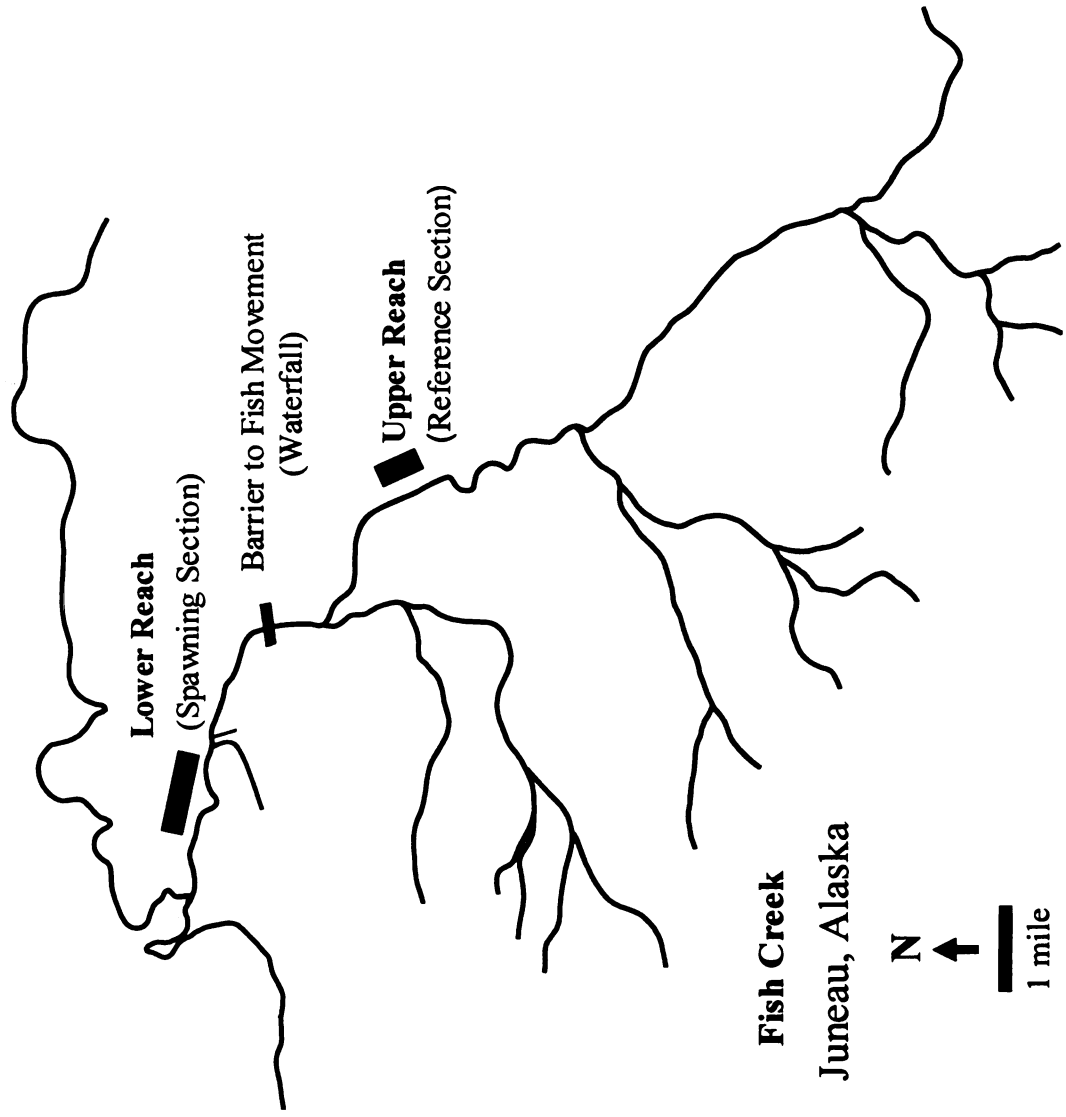 Lower Reach
(Spawning Section)
Barrier to Fish Movement
(Waterfall)
Upper Reach
(Reference Section)
Fish Creek
Juneau, Alaska
N
1 mile